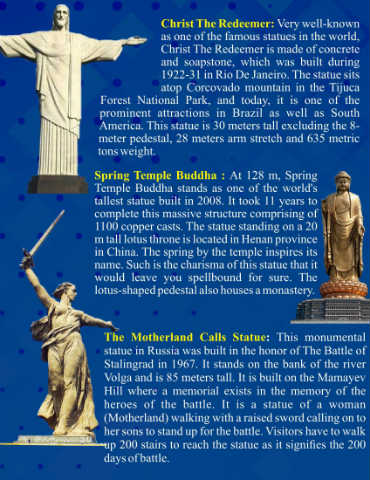 Christ The Redeemer: Very well-known
as one of the famous statues in the world,
Christ The Redeemer is made of concrete
and soapstone, which was built during
1922-31 in Rio De Janeiro. The statue sits
atop Corcovado mountain in the Tijuca
Forest National Park, and today, it is one of the
prominent attractions in Brazil as well as South
America. This statue is 30 meters tall excluding the 8-
meter pedestal, 28 meters arm stretch and 635 metric
tons weight.
Spring Temple Buddha : At 128 m, Spring
Temple Buddha stands as one of the world's
tallest statue built in 2008. It took 11 years to
complete this massive structure comprising of
1100 copper casts. The statue standing on a 20
m tall lotus throne is located in Henan province
in China. The spring by the temple inspires its
name. Such is the charisma of this statue that it
would leave you spellbound for sure. The
lotus-shaped pedestal also houses a monastery.
The Motherland Calls Statue: This monumental
statue in Russia was built in the honor of The Battle of
Stalingrad in 1967. It stands on the bank of the river
Volga and is 85 meters tall. It is built on the Mamayev
Hill where a memorial exists in the memory of the
heroes of the battle. It is a statue of a woman
(Motherland) walking with a raised sword calling on to
her sons to stand up for the battle. Visitors have to walk
up 200 stairs to reach the statue as it signifies the 200
days of battle.